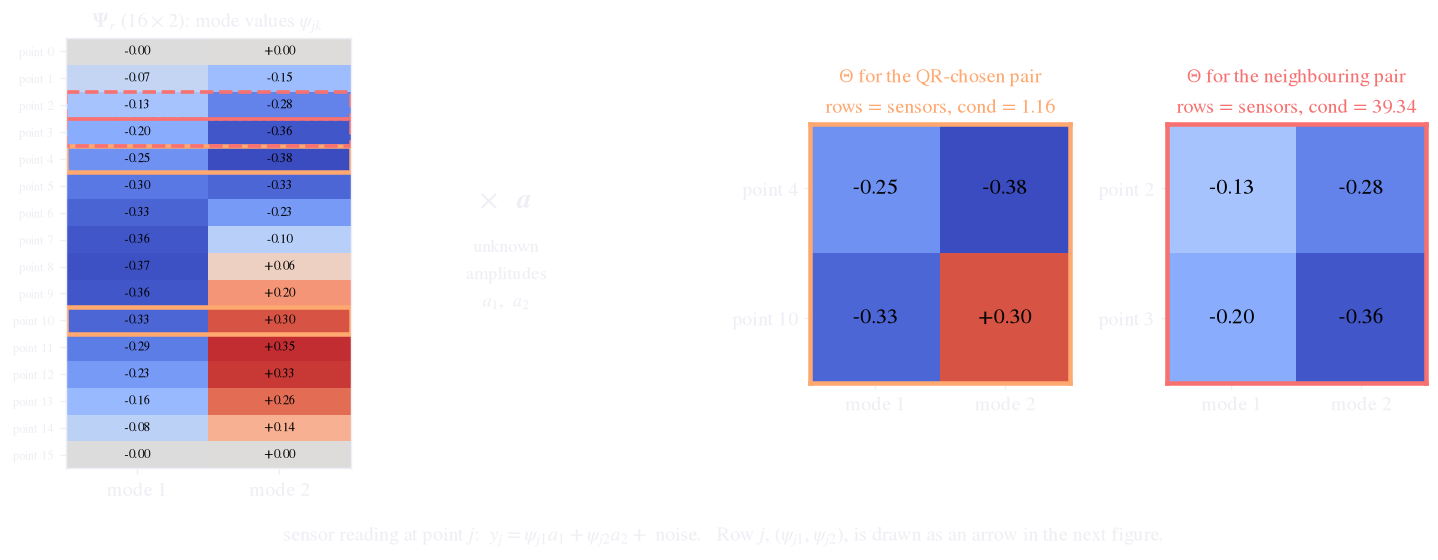 Ψᵣ (16 × 2): mode values ψⱼₖ
point 0 -0.00 +0.00
point 1 -0.07 -0.15
point 2 -0.13 -0.28
point 3 -0.20 -0.36
point 4 -0.25 -0.38
point 5 -0.30 -0.33
point 6 -0.33 -0.23
point 7 -0.36 -0.10
point 8 -0.37 +0.06
point 9 -0.36 +0.20
point 10 -0.33 +0.30
point 11 -0.29 +0.35
point 12 -0.23 +0.33
point 13 -0.16 +0.26
point 14 -0.08 +0.14
point 15 -0.00 +0.00
mode 1 mode 2
× a
unknown
amplitudes
a₁, a₂
Θ for the QR-chosen pair
rows = sensors, cond = 1.16
point 4 -0.25 -0.38
point 10 -0.33 +0.30
mode 1 mode 2
Θ for the neighbouring pair
rows = sensors, cond = 39.34
point 2 -0.13 -0.28
point 3 -0.20 -0.36
mode 1 mode 2
sensor reading at point j: yⱼ = ψⱼ₁a₁ + ψⱼ₂a₂ + noise. Row j, (ψⱼ₁, ψⱼ₂), is drawn as an arrow in the next figure.